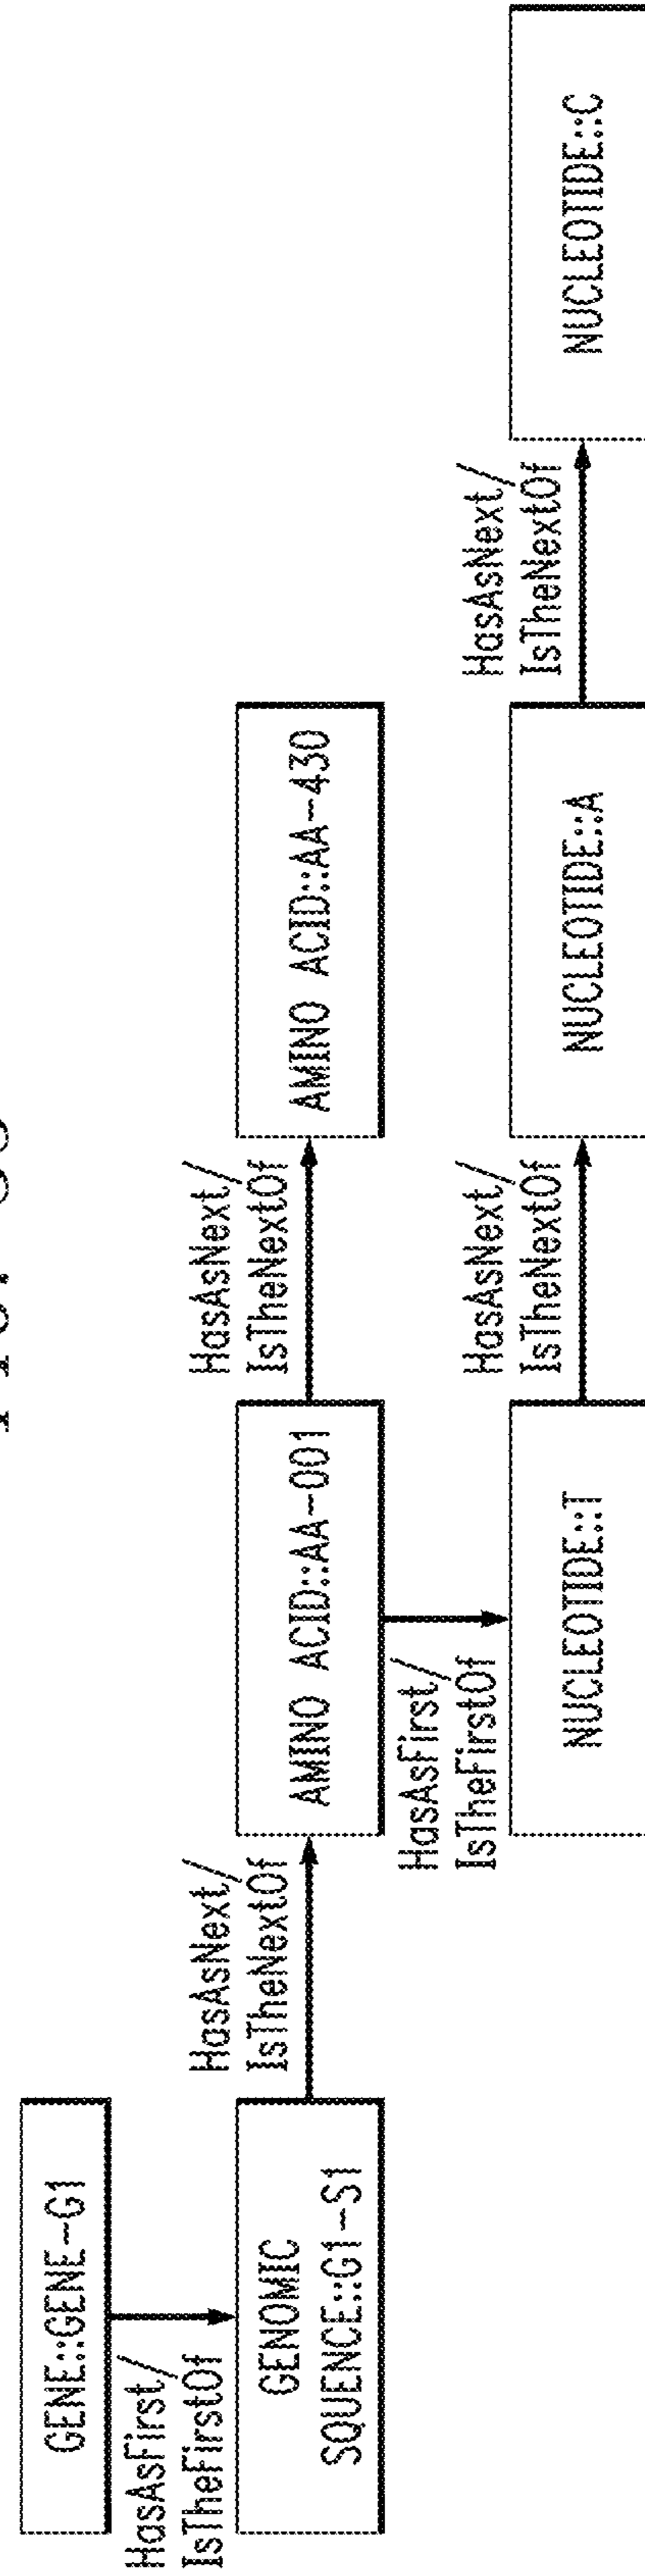 GENE::GENE-G1
HasAsFirst/
IsTheFirstOf
GENOMIC
SQUENCE::G1-S1
HasAsNext/
IsTheNextOf
AMINO ACID::AA-001
HasAsNext/
IsTheNextOf
AMINO ACID::AA-430
HasAsFirst/
IsTheFirstOf
NUCLEOTIDE::T
HasAsNext/
IsTheNextOf
NUCLEOTIDE::A
HasAsNext/
IsTheNextOf
NUCLEOTIDE::C